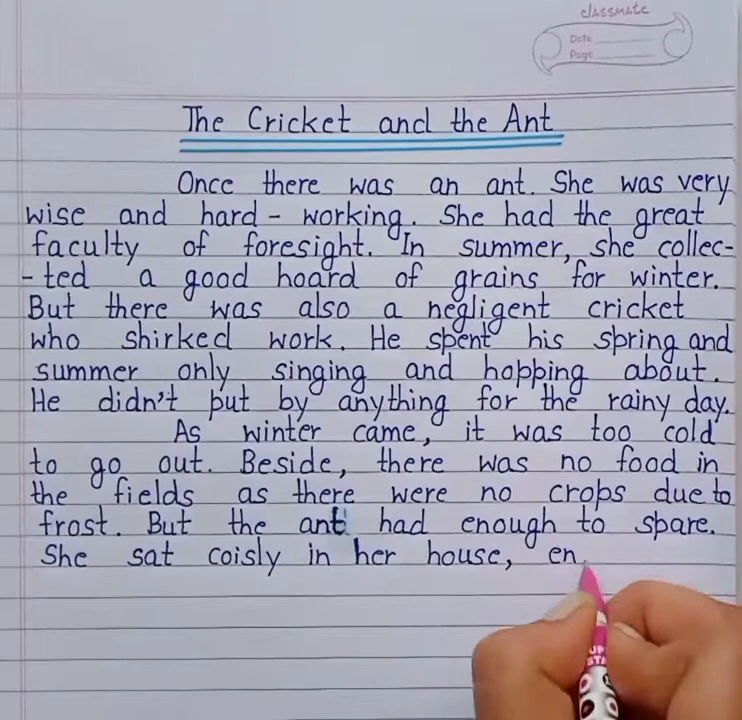 classmate
Date
Page
The Cricket and the Ant
Once there was an ant. She was very
wise and hard - working. She had the great
faculty of foresight. In summer, she collec-
-ted a good hoard of grains for winter.
But there was also a negligent cricket
who shirked work. He spent his spring and
summer only singing and hopping about.
He didn't put by anything for the rainy day.
As winter came, it was too cold
to go out. Beside, there was no food in
the fields as there were no crops due to
frost. But the ant had enough to spare.
She sat coisly in her house, en